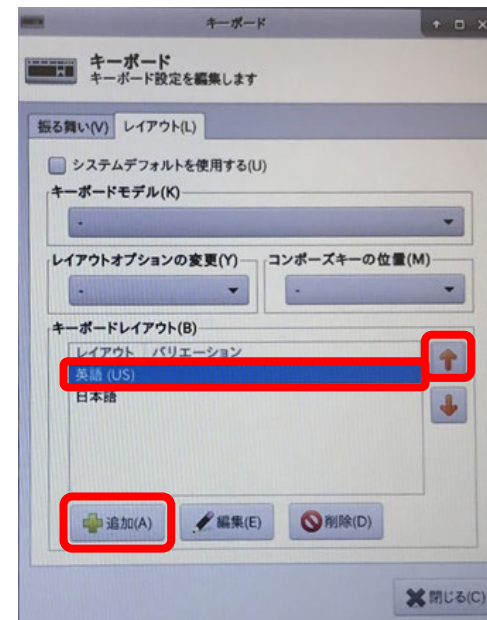 キーボード
キーボード
キーボード設定を編集します
振る舞い(V) レイアウト(L)
システムデフォルトを使用する(U)
キーボードモデル(K)
-
レイアウトオプションの変更(Y) コンポーズキーの位置(M)
- -
キーボードレイアウト(B)
レイアウト バリエーション
英語 (US)
日本語
追加(A) 編集(E) 削除(D)
閉じる(C)